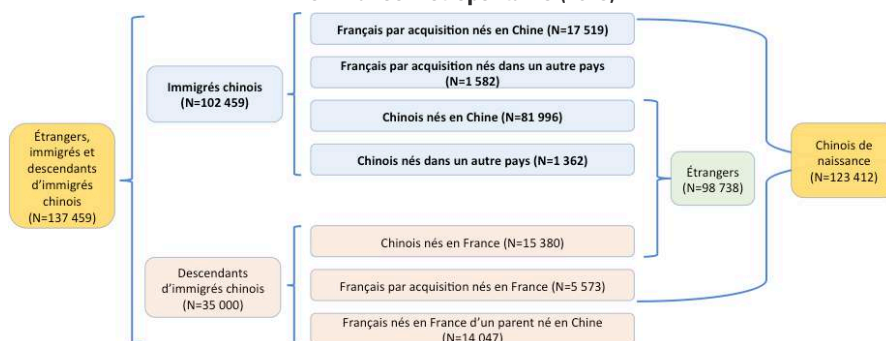 Français par acquisition nés en Chine (N=17 519)
Français par acquisition nés dans un autre pays
(N=1 582)
Immigrés chinois
(N=102 459)
Chinois nés en Chine (N=81 996)
Chinois nés dans un autre pays (N=1 362)
Étrangers,
immigrés et
descendants
d'immigrés
chinois
(N=137 459)
Étrangers
(N=98 738)
Chinois de
naissance
(N=123 412)
Chinois nés en France (N=15 380)
Descendants
d'immigrés chinois
(N=35 000)
Français par acquisition nés en France (N=5 573)
Français nés en France d'un parent né en Chine
(N=14 047)